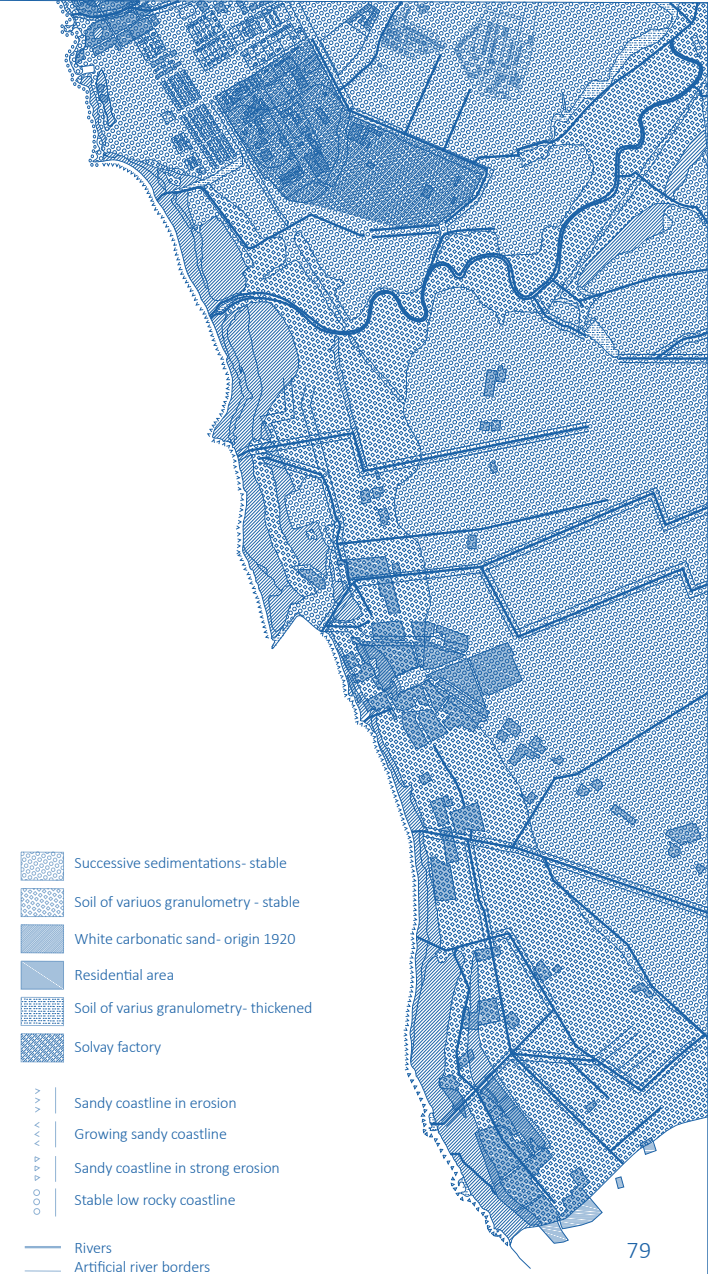 Successive sedimentations- stable
Soil of variuos granulometry - stable
White carbonatic sand- origin 1920
Residential area
Soil of varius granulometry- thickened
Solvay factory
Sandy coastline in erosion
Growing sandy coastline
Sandy coastline in strong erosion
Stable low rocky coastline
Rivers
Artificial river borders
79